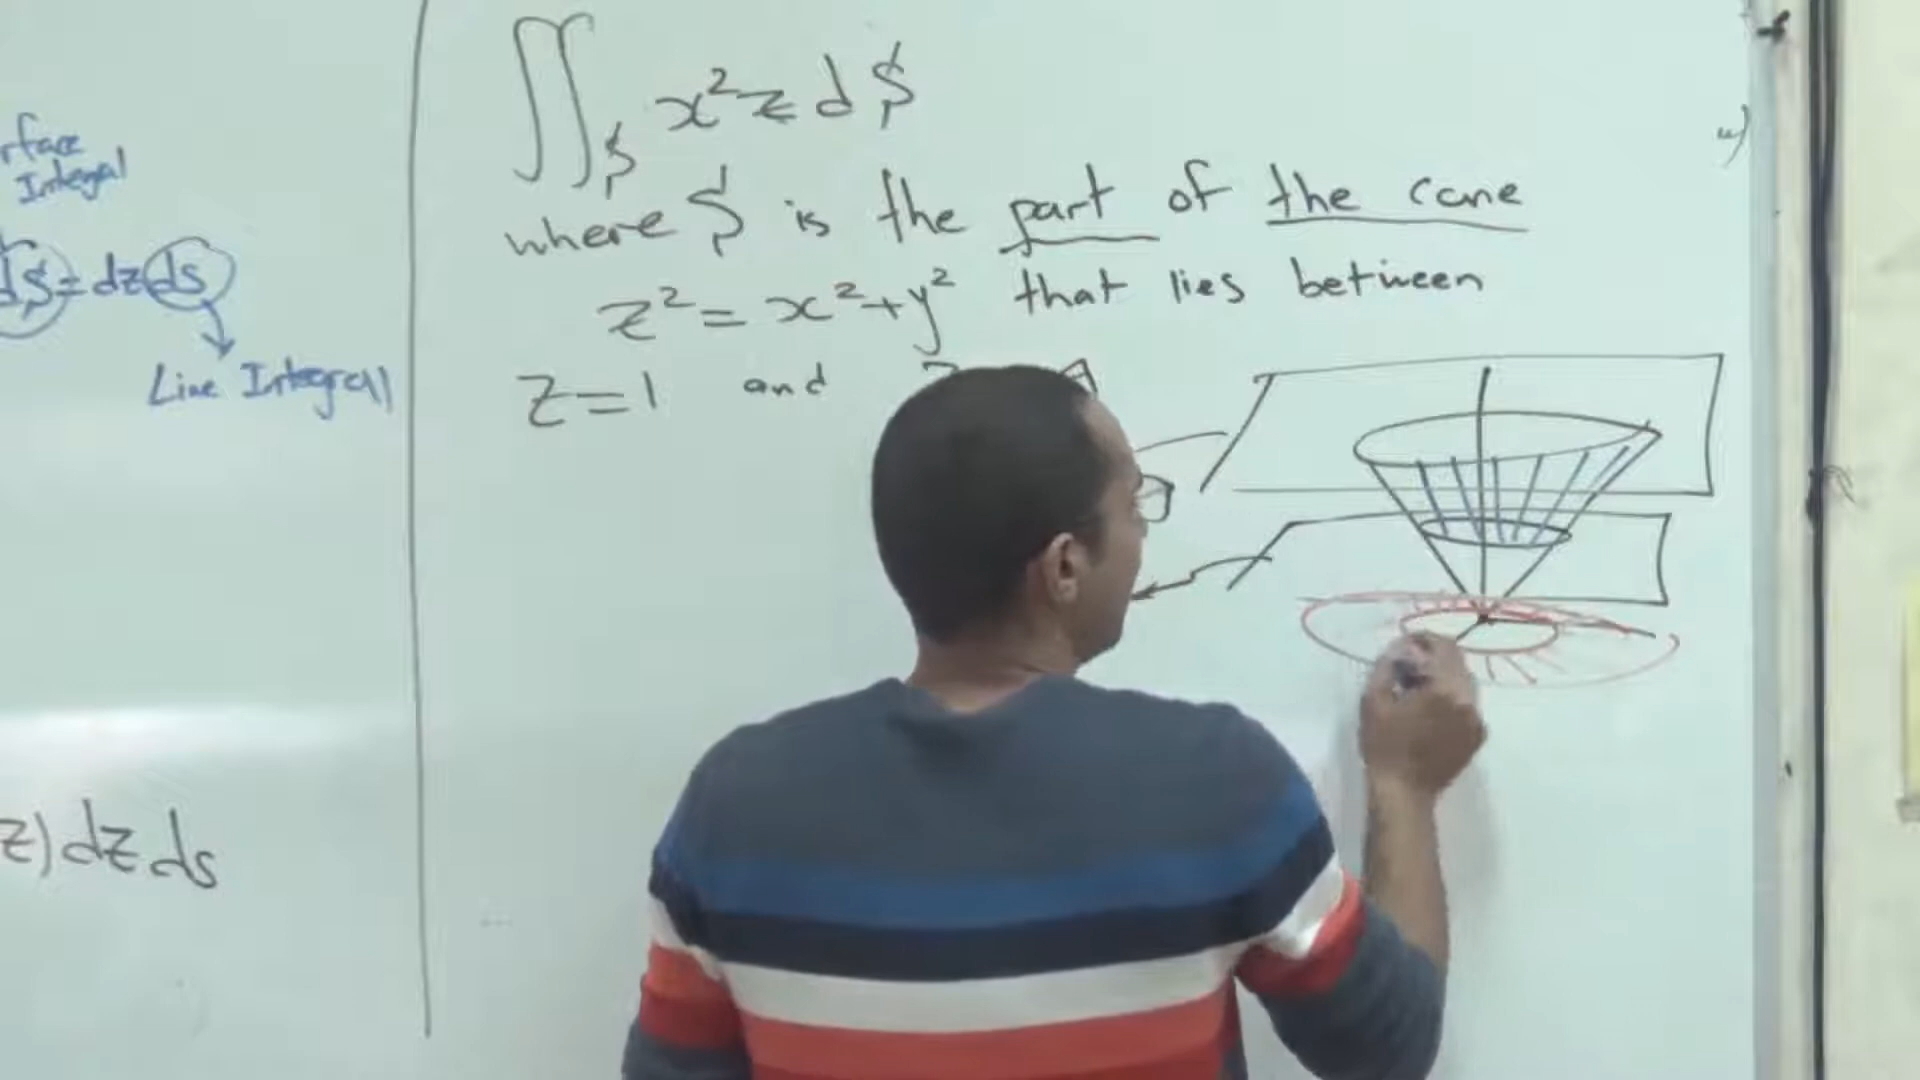 ∬_S x²z dS
where S is the part of the cone
z² = x² + y² that lies between
z = 1 and
Integral
dS = dz ds
Line Integral
z) dz ds